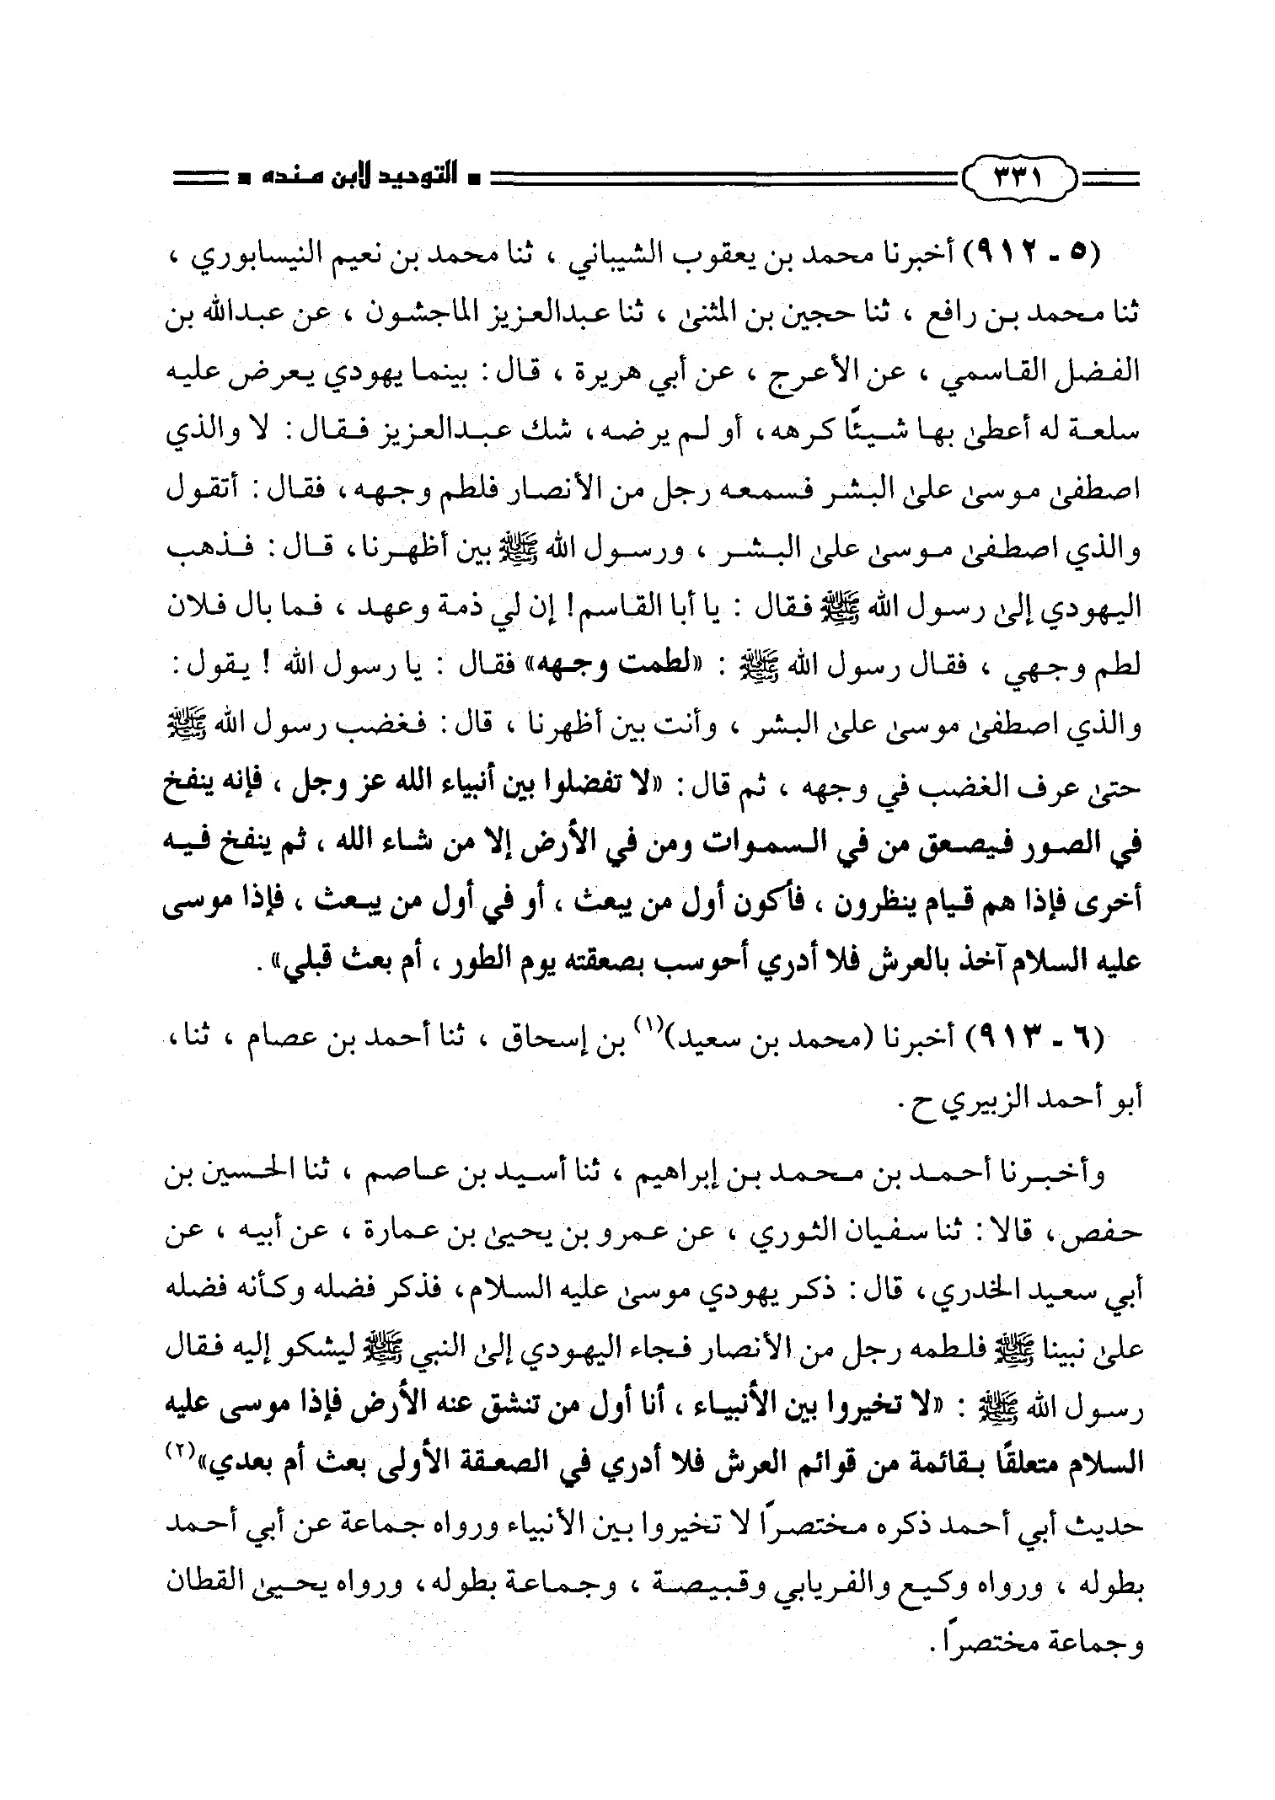 ٣٣١ التوحيد لابن منده
(٥ - ٩١٢) أخبرنا محمد بن يعقوب الشيباني ، ثنا محمد بن نعيم النيسابوري ،
ثنا محمد بن رافع ، ثنا حجين بن المثنىٰ ، ثنا عبدالعزيز الماجشون ، عن عبدالله بن
الفضل القاسمي ، عن الأعرج ، عن أبي هريرة ، قال : بينما يهودي يعرض عليه
سلعة له أعطىٰ بها شيئًا كرهه، أو لم يرضه، شك عبدالعزيز فقال : لا والذي
اصطفىٰ موسىٰ علىٰ البشر فسمعه رجل من الأنصار فلطم وجهه، فقال : أتقول
والذي اصطفىٰ موسىٰ علىٰ البشر ، ورسول الله ﷺ بين أظهرنا، قال : فذهب
اليهودي إلىٰ رسول الله ﷺ فقال : يا أبا القاسم! إن لي ذمة وعهد ، فما بال فلان
لطم وجهي ، فقال رسول الله ﷺ : «لطمت وجهه» فقال : يا رسول الله ! يقول :
والذي اصطفىٰ موسىٰ علىٰ البشر ، وأنت بين أظهرنا ، قال : فغضب رسول الله ﷺ
حتىٰ عرف الغضب في وجهه ، ثم قال : «لا تفضلوا بين أنبياء الله عز وجل ، فإنه ينفخ
في الصور فيصعق من في السموات ومن في الأرض إلا من شاء الله ، ثم ينفخ فيه
أخرى فإذا هم قيام ينظرون ، فأكون أول من يبعث ، أو في أول من يبعث ، فإذا موسى
عليه السلام آخذ بالعرش فلا أدري أحوسب بصعقته يوم الطور ، أم بعث قبلي» .
(٦ - ٩١٣) أخبرنا (محمد بن سعيد)(١) بن إسحاق ، ثنا أحمد بن عصام ، ثنا،
أبو أحمد الزبيري ح .
وأخبرنا أحمد بن محمد بن إبراهيم ، ثنا أسيد بن عاصم ، ثنا الحسين بن
حفص، قالا : ثنا سفيان الثوري ، عن عمرو بن يحيىٰ بن عمارة ، عن أبيه ، عن
أبي سعيد الخدري، قال : ذكر يهودي موسىٰ عليه السلام، فذكر فضله وكأنه فضله
علىٰ نبينا ﷺ فلطمه رجل من الأنصار فجاء اليهودي إلىٰ النبي ﷺ ليشكو إليه فقال
رسول الله ﷺ : «لا تخيروا بين الأنبياء ، أنا أول من تنشق عنه الأرض فإذا موسى عليه
السلام متعلقًا بقائمة من قوائم العرش فلا أدري في الصعقة الأولى بعث أم بعدي»(٢)
حديث أبي أحمد ذكره مختصرًا لا تخيروا بين الأنبياء ورواه جماعة عن أبي أحمد
بطوله ، ورواه وكيع والفريابي وقبيصة ، وجماعة بطوله، ورواه يحيىٰ القطان
وجماعة مختصرًا .